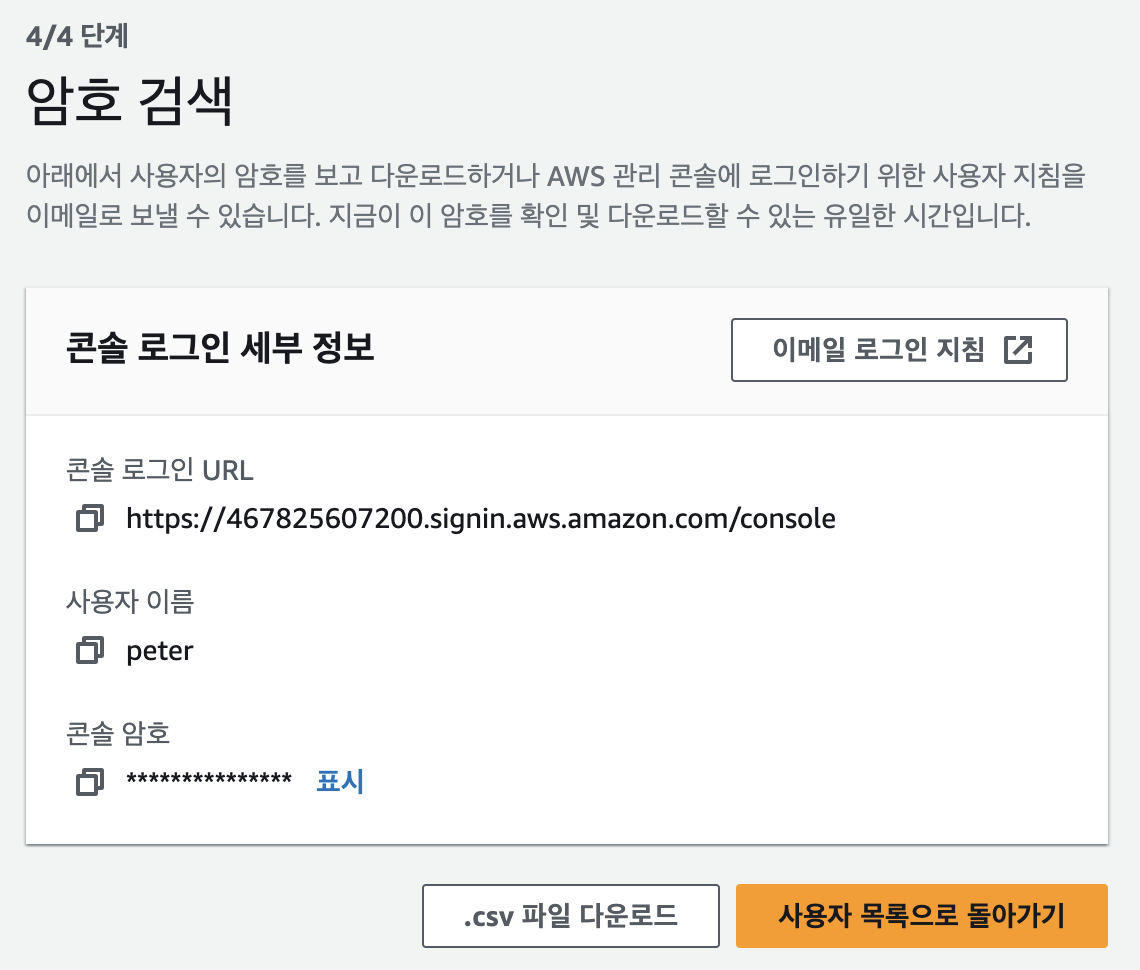 4/4 단계
암호 검색
아래에서 사용자의 암호를 보고 다운로드하거나 AWS 관리 콘솔에 로그인하기 위한 사용자 지침을
이메일로 보낼 수 있습니다. 지금이 이 암호를 확인 및 다운로드할 수 있는 유일한 시간입니다.
콘솔 로그인 세부 정보
이메일 로그인 지침
콘솔 로그인 URL
https://467825607200.signin.aws.amazon.com/console
사용자 이름
peter
콘솔 암호
*************** 표시
.csv 파일 다운로드
사용자 목록으로 돌아가기